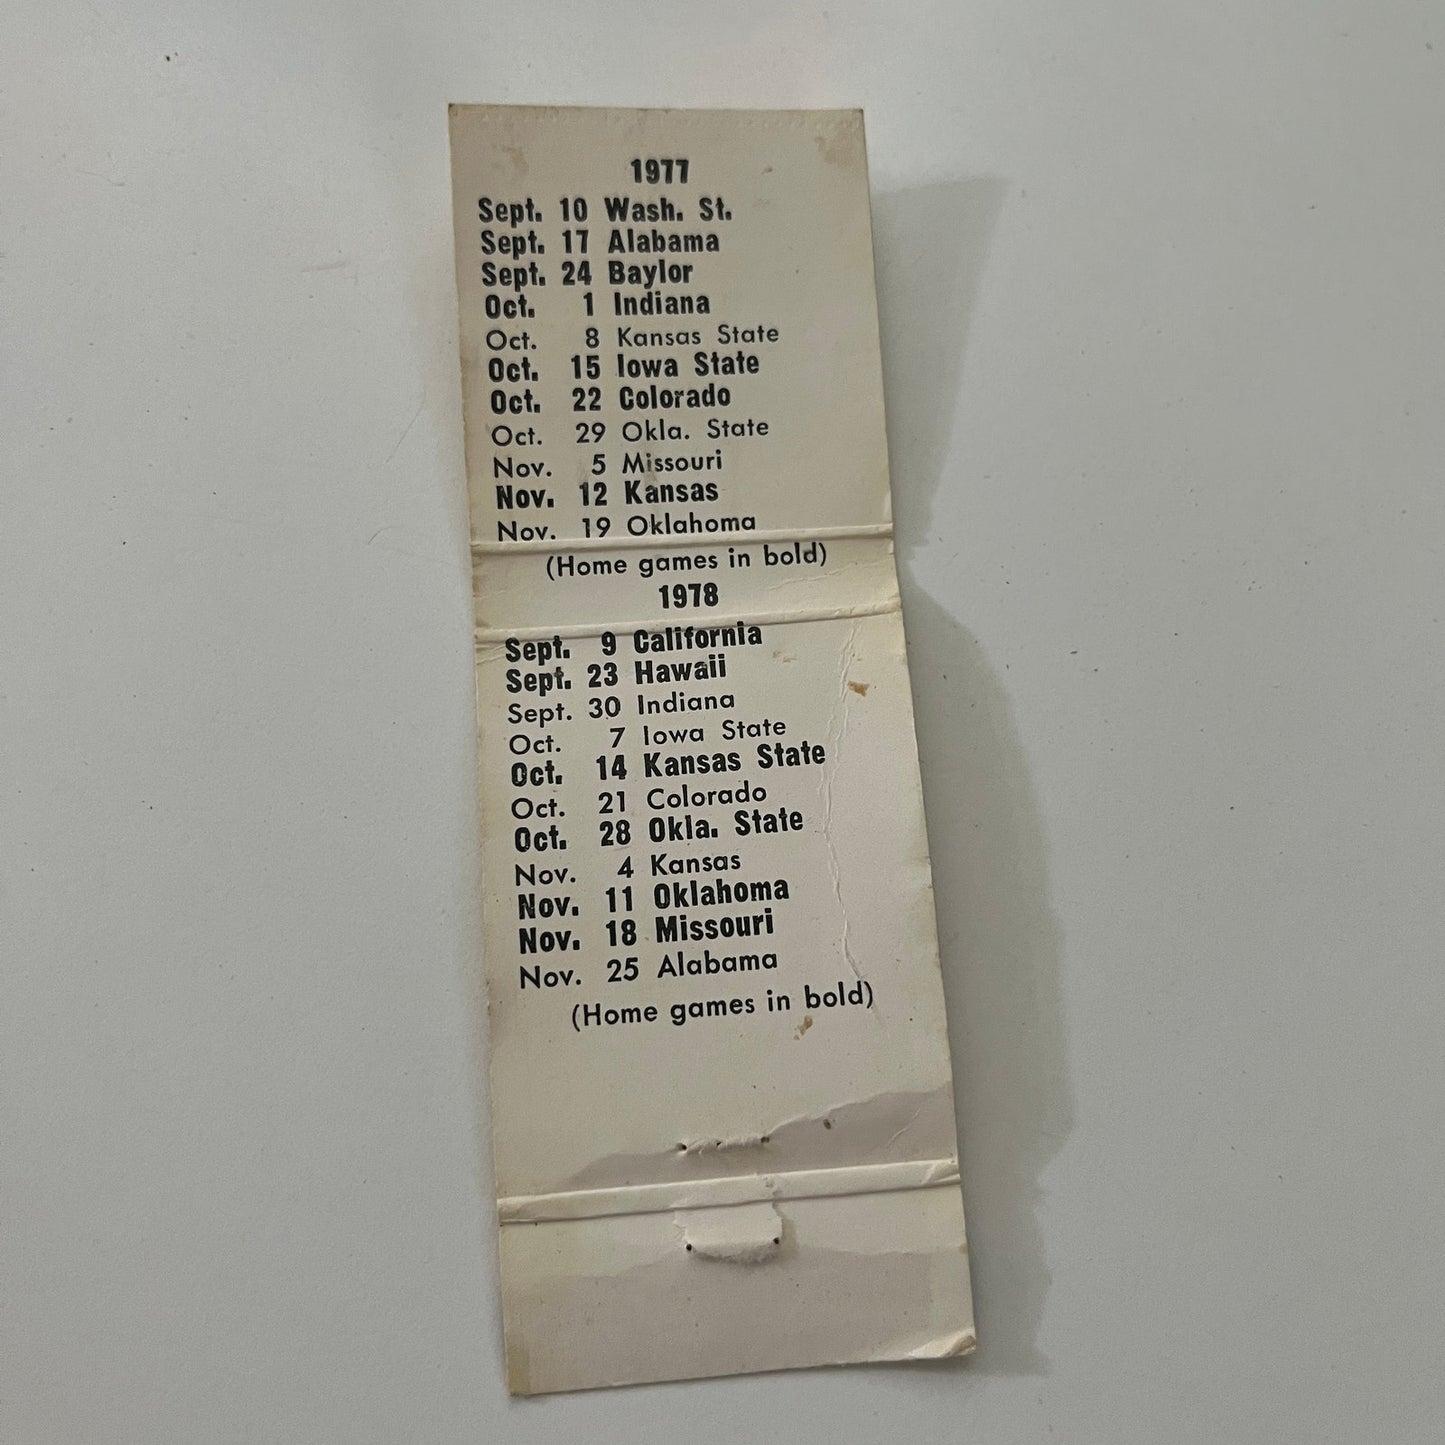 1977
Sept. 10 Wash. St.
Sept. 17 Alabama
Sept. 24 Baylor
Oct. 1 Indiana
Oct. 8 Kansas State
Oct. 15 Iowa State
Oct. 22 Colorado
Oct. 29 Okla. State
Nov. 5 Missouri
Nov. 12 Kansas
Nov. 19 Oklahoma
(Home games in bold)
1978
Sept. 9 California
Sept. 23 Hawaii
Sept. 30 Indiana
Oct. 7 Iowa State
Oct. 14 Kansas State
Oct. 21 Colorado
Oct. 28 Okla. State
Nov. 4 Kansas
Nov. 11 Oklahoma
Nov. 18 Missouri
Nov. 25 Alabama
(Home games in bold)